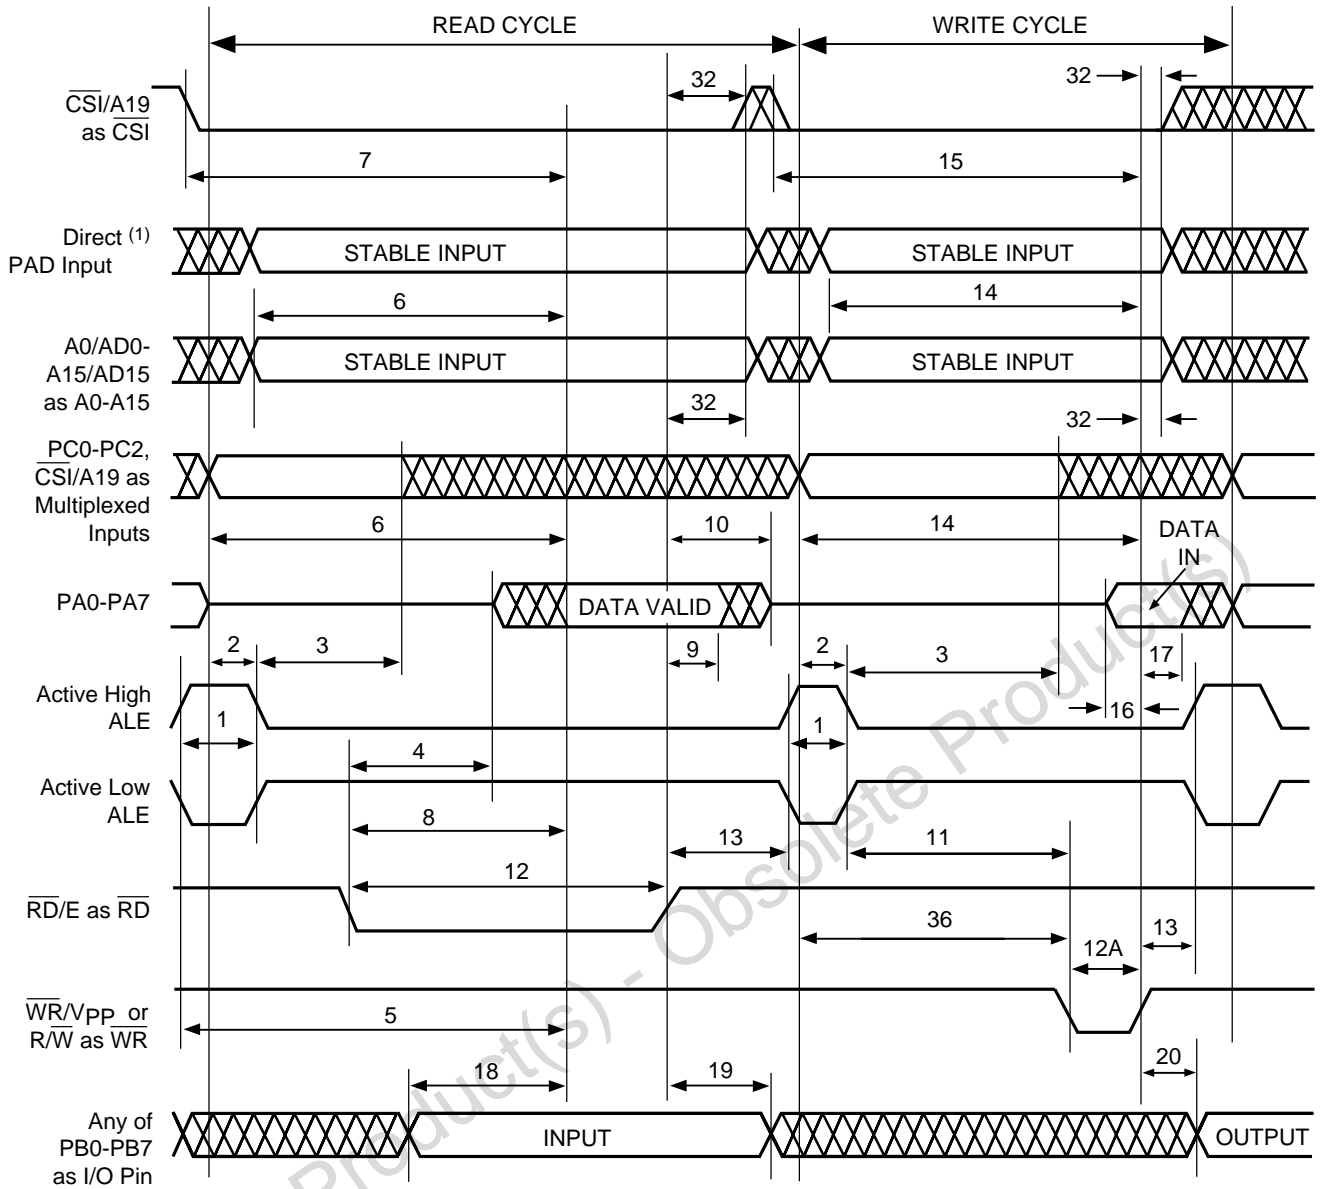 READ CYCLE
WRITE CYCLE
32
32
CSI/A19
as CSI
7
15
Direct (1)
PAD Input
STABLE INPUT
STABLE INPUT
6
14
A0/AD0-
A15/AD15
as A0-A15
STABLE INPUT
STABLE INPUT
32
32
PC0-PC2,
CSI/A19 as
Multiplexed
Inputs
6
10
14
DATA
IN
PA0-PA7
DATA VALID
2
3
9
2
3
17
Active High
ALE
1
1
16
4
Active Low
ALE
8
13
11
12
RD/E as RD
36
12A
13
WR/VPP or
R/W as WR
5
18
19
20
Any of
PB0-PB7
as I/O Pin
INPUT
OUTPUT
Product(s) - Obsolete Product(s)